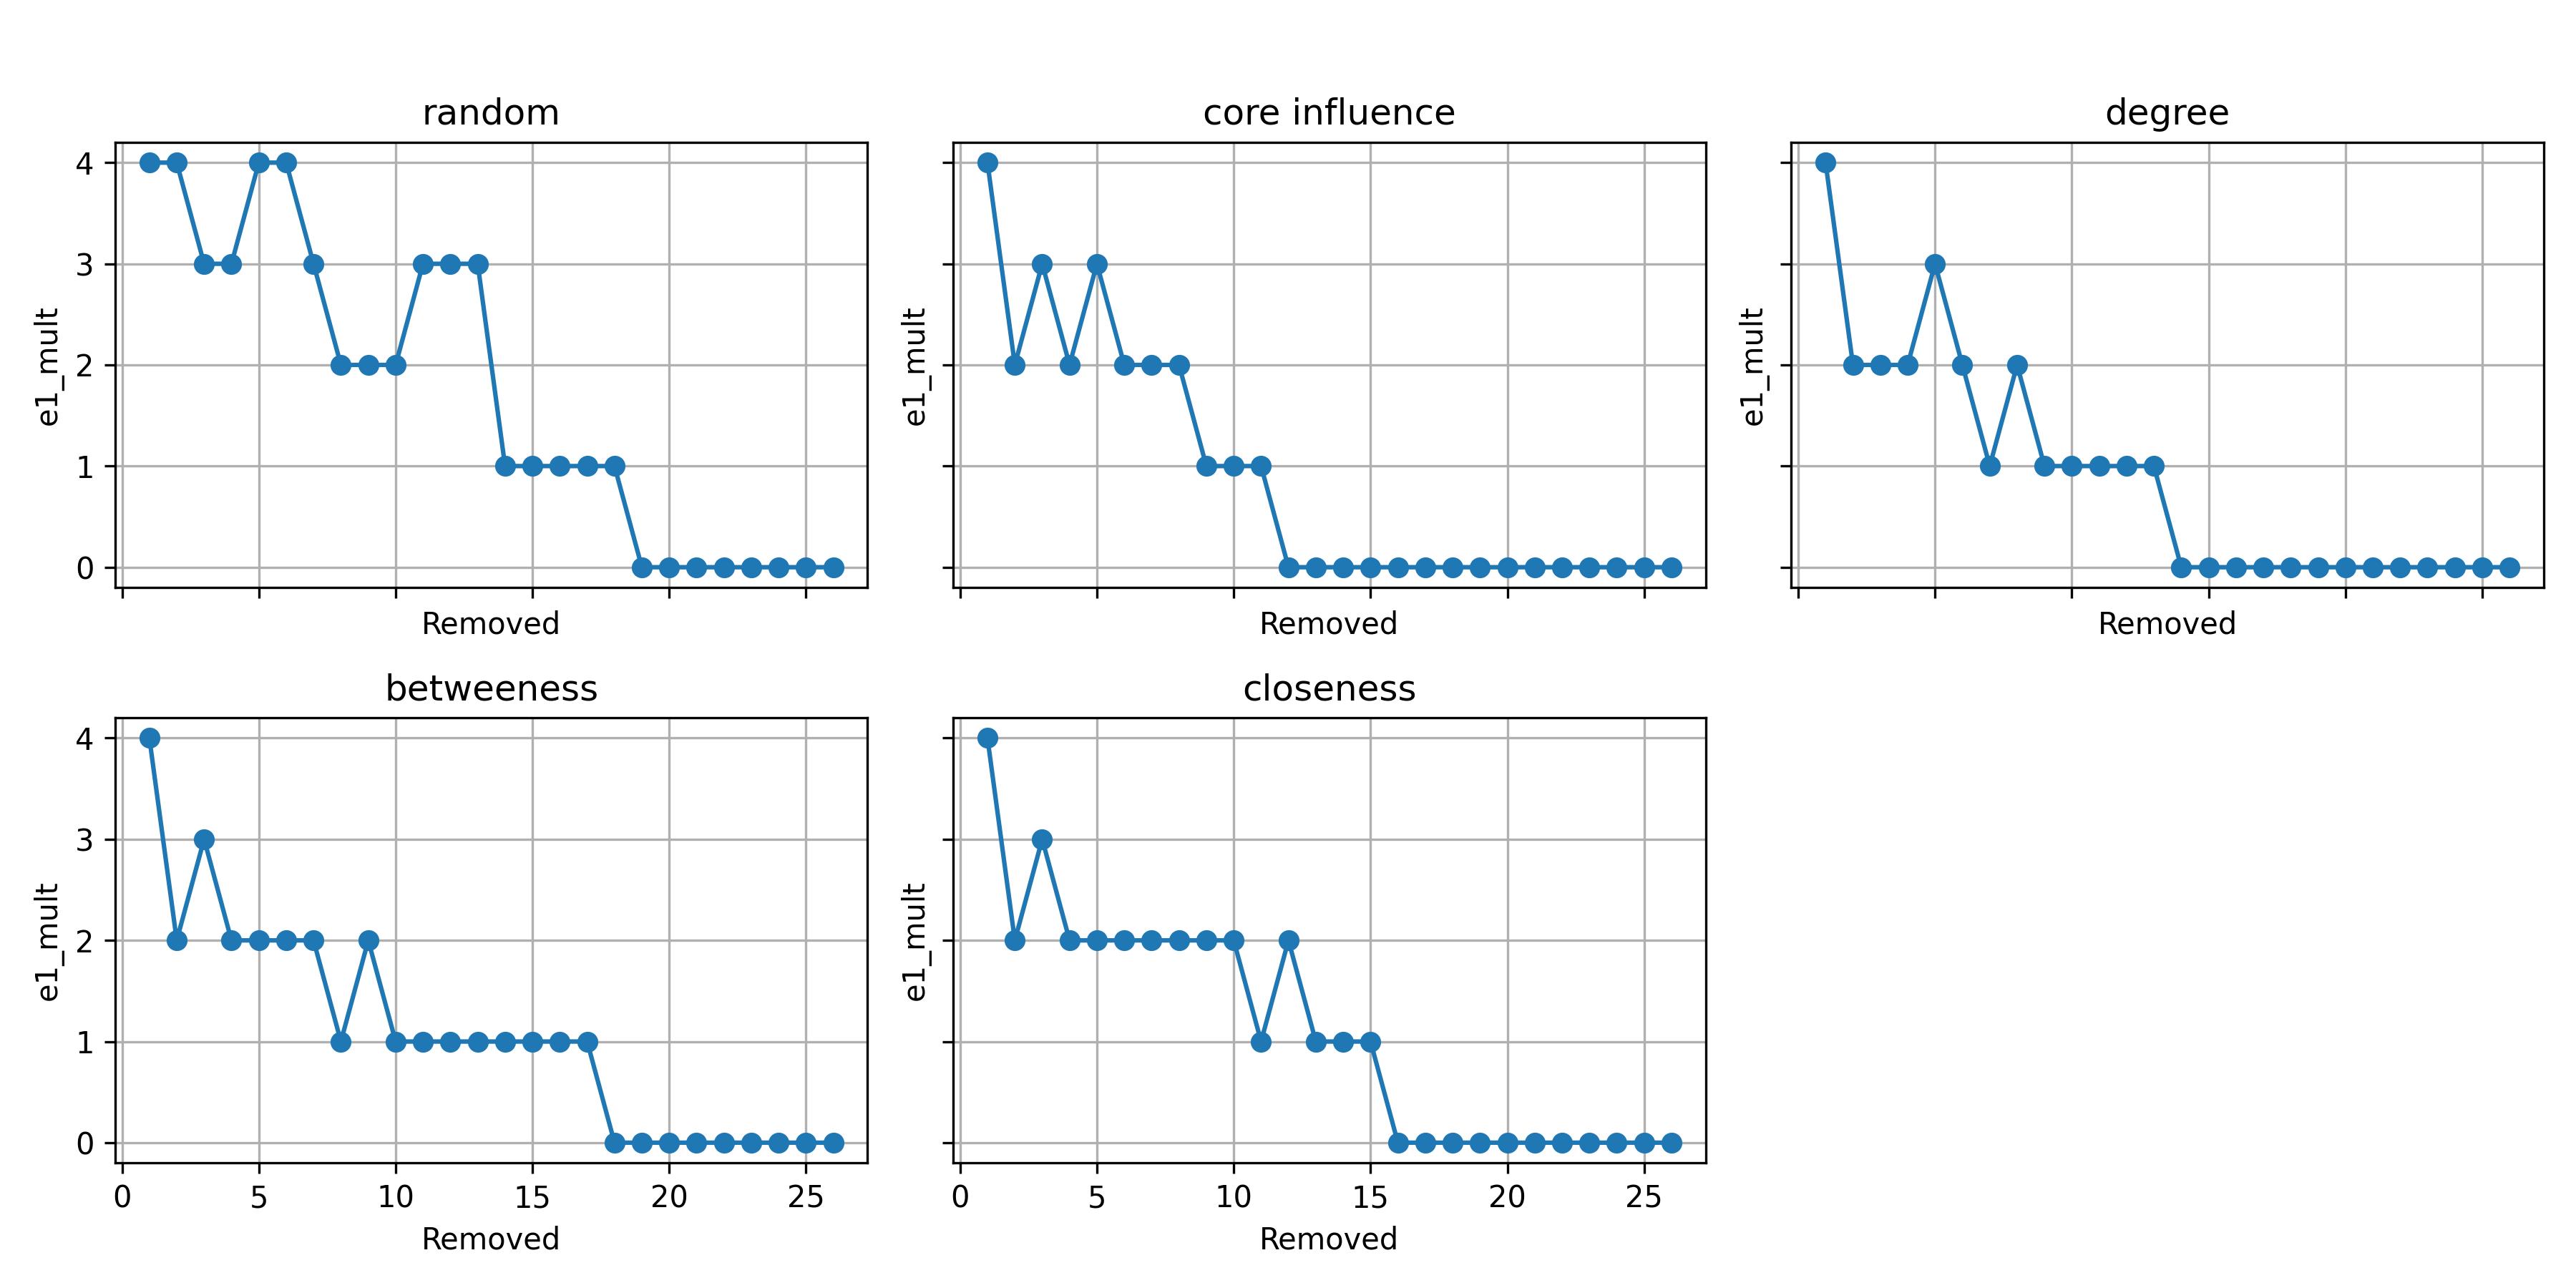 random
4
3
2
1
0
e1_mult
Removed
core influence
e1_mult
Removed
degree
e1_mult
Removed
betweeness
4
3
2
1
0
e1_mult
0 5 10 15 20 25
Removed
closeness
e1_mult
0 5 10 15 20 25
Removed